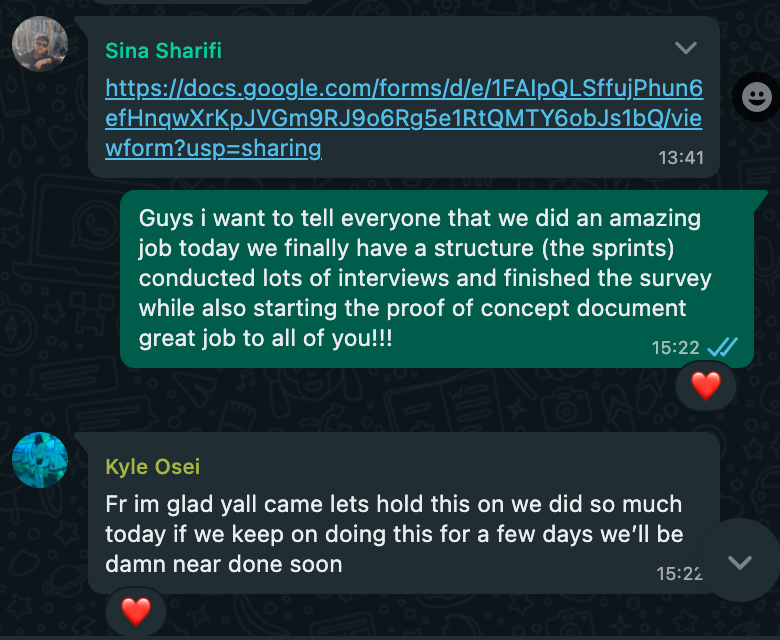 Sina Sharifi
https://docs.google.com/forms/d/e/1FAIpQLSffujPhun6
efHnqwXrKpJVGm9RJ9o6Rg5e1RtQMTY6obJs1bQ/vie
wform?usp=sharing
13:41
Guys i want to tell everyone that we did an amazing
job today we finally have a structure (the sprints)
conducted lots of interviews and finished the survey
while also starting the proof of concept document
great job to all of you!!!
15:22
Kyle Osei
Fr im glad yall came lets hold this on we did so much
today if we keep on doing this for a few days we’ll be
damn near done soon
15:22